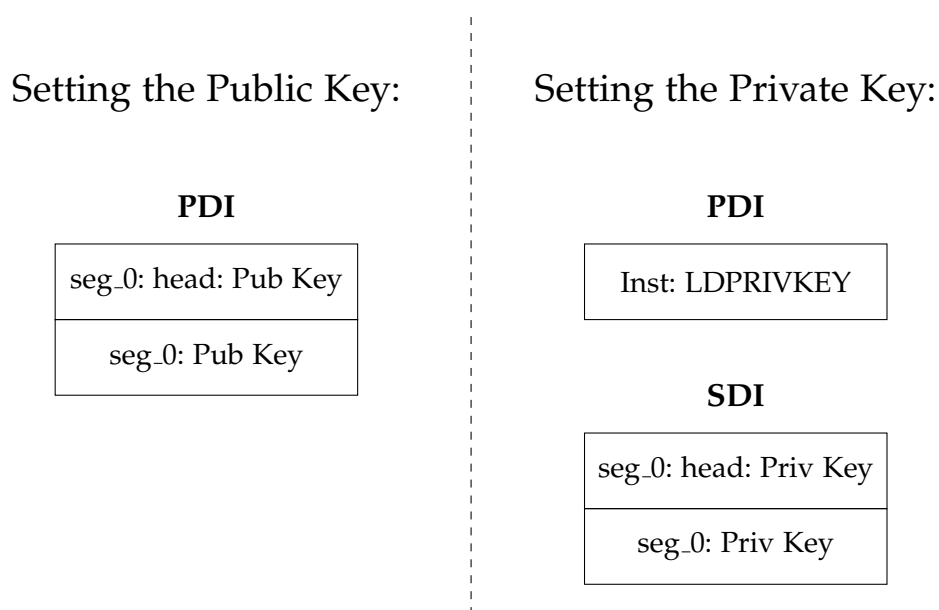 Setting the Public Key:
PDI
seg_0: head: Pub Key
seg_0: Pub Key
Setting the Private Key:
PDI
Inst: LDPRIVKEY
SDI
seg_0: head: Priv Key
seg_0: Priv Key